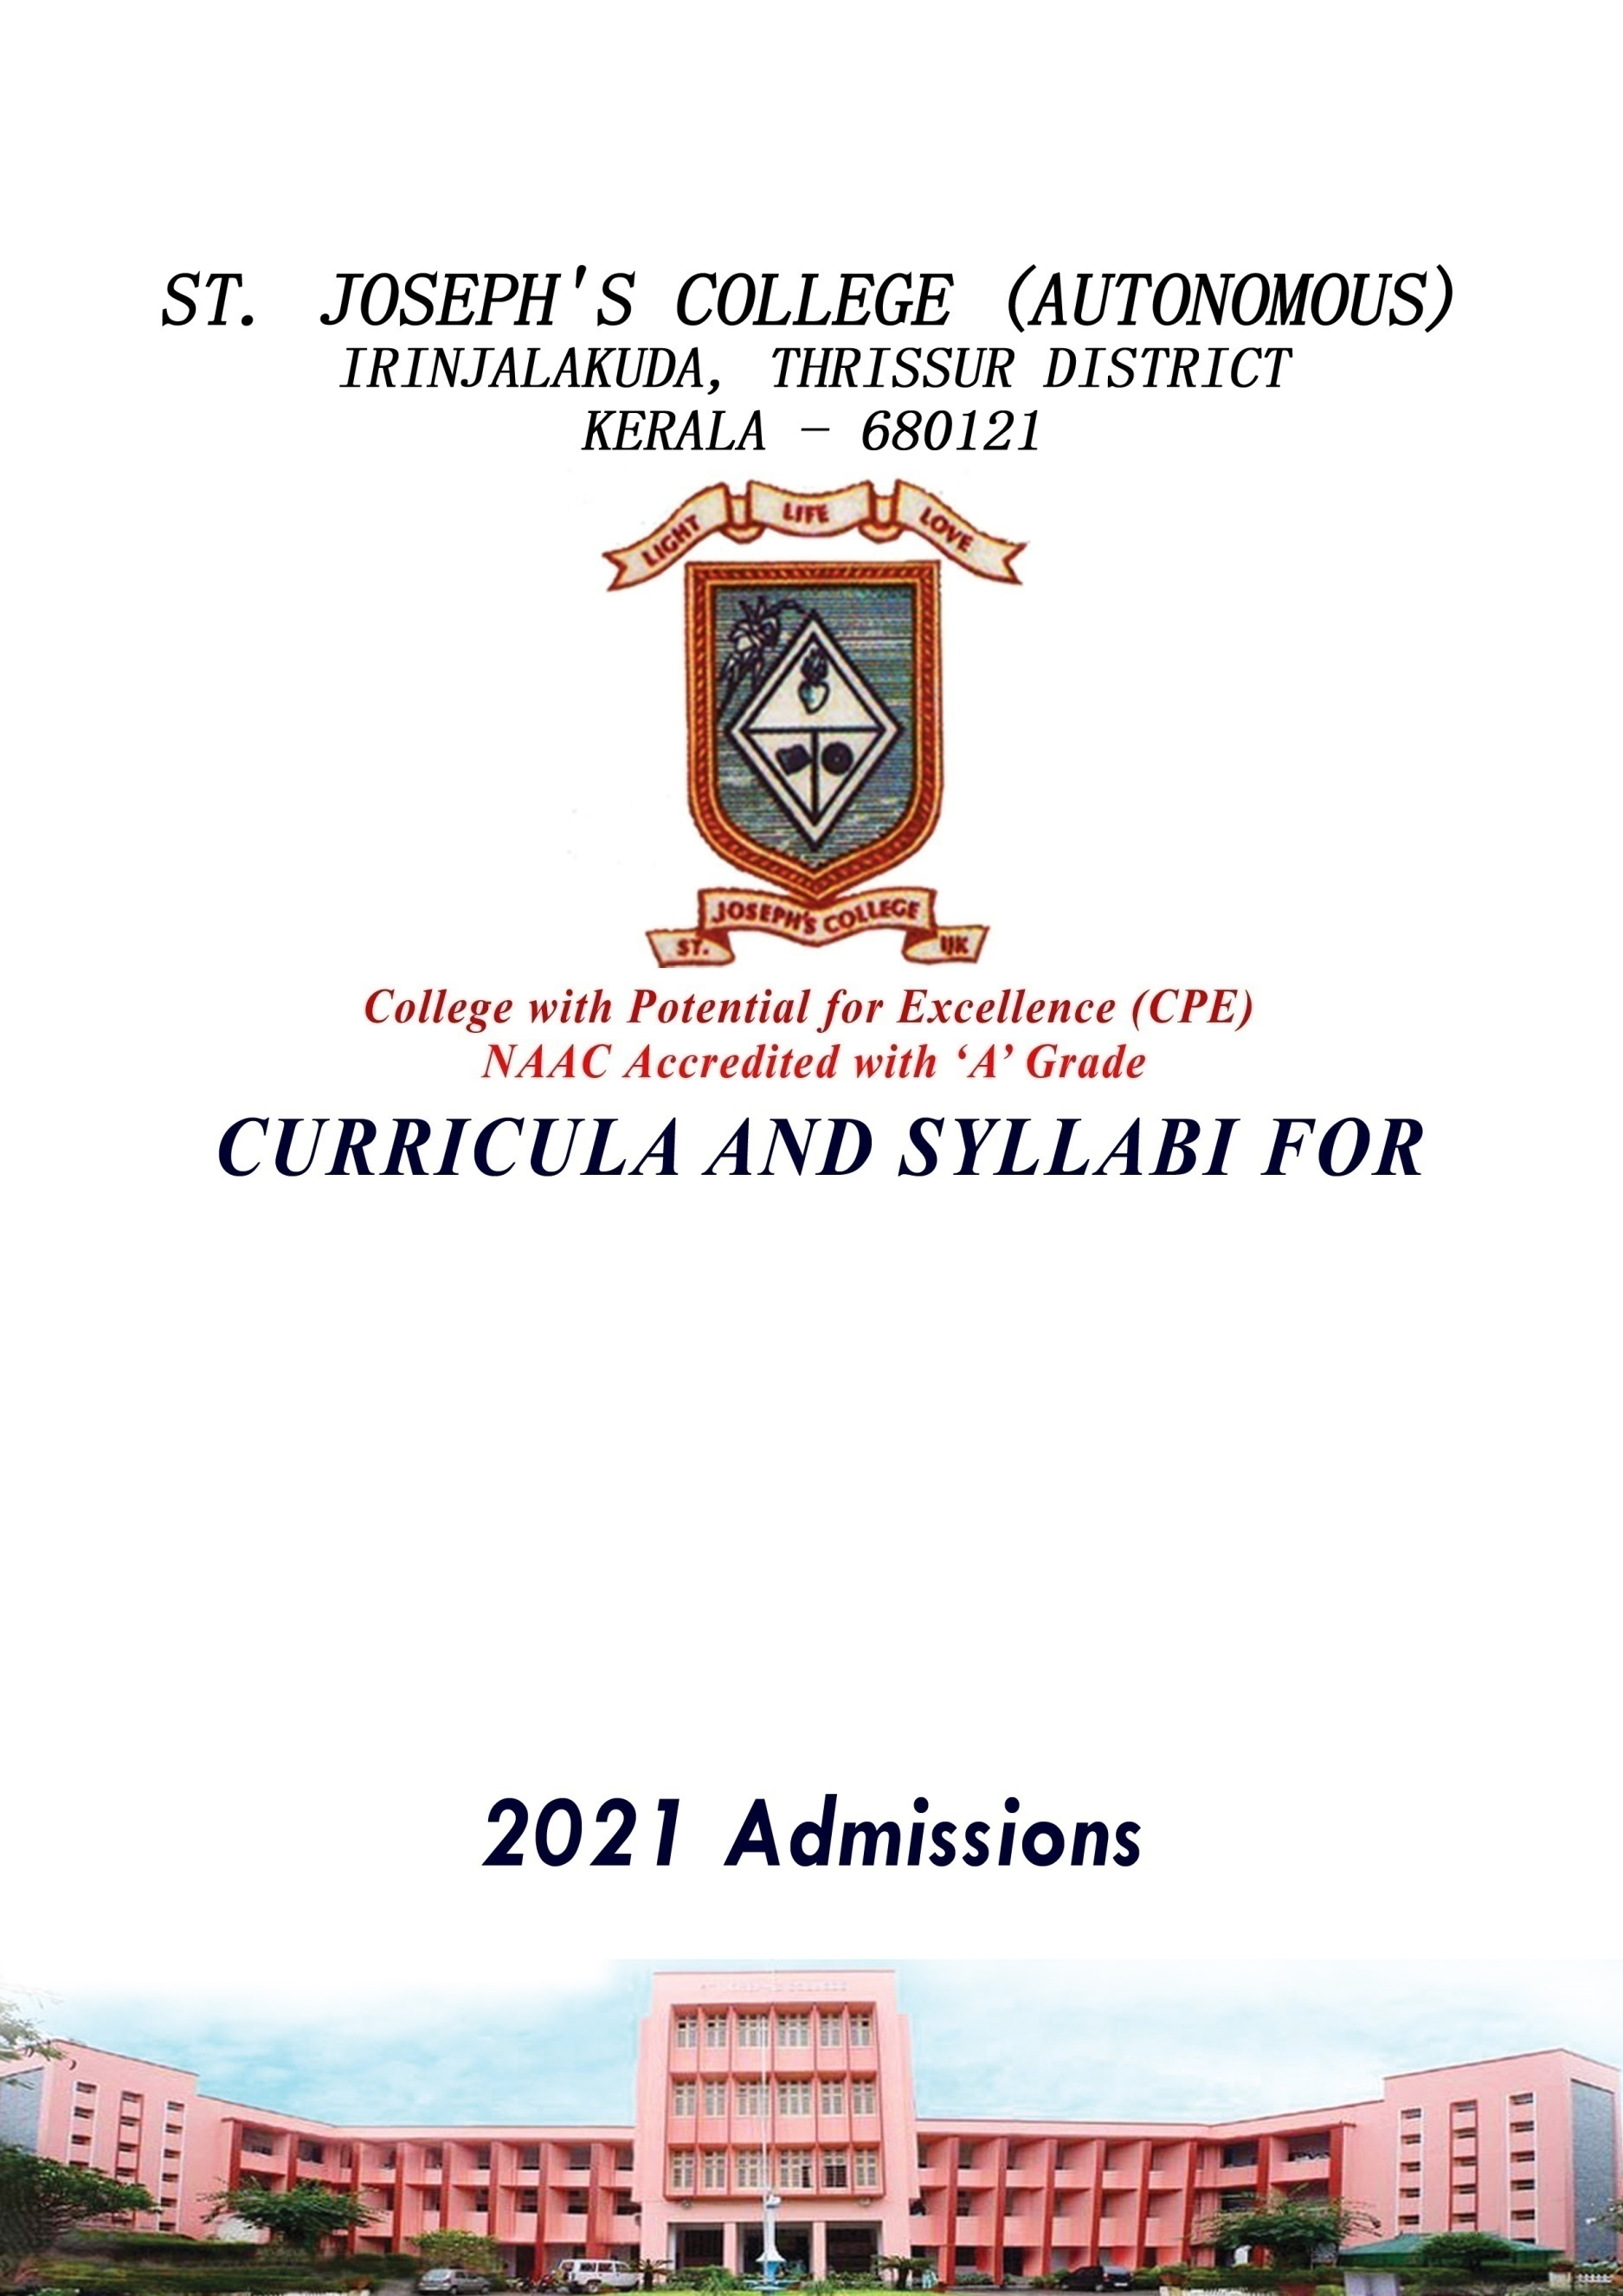 ST. JOSEPH'S COLLEGE (AUTONOMOUS)
IRINJALAKUDA, THRISSUR DISTRICT
KERALA - 680121
LIGHT LIFE LOVE
JOSEPH'S COLLEGE
ST. IJK
College with Potential for Excellence (CPE)
NAAC Accredited with ‘A’ Grade
CURRICULA AND SYLLABI FOR
2021 Admissions